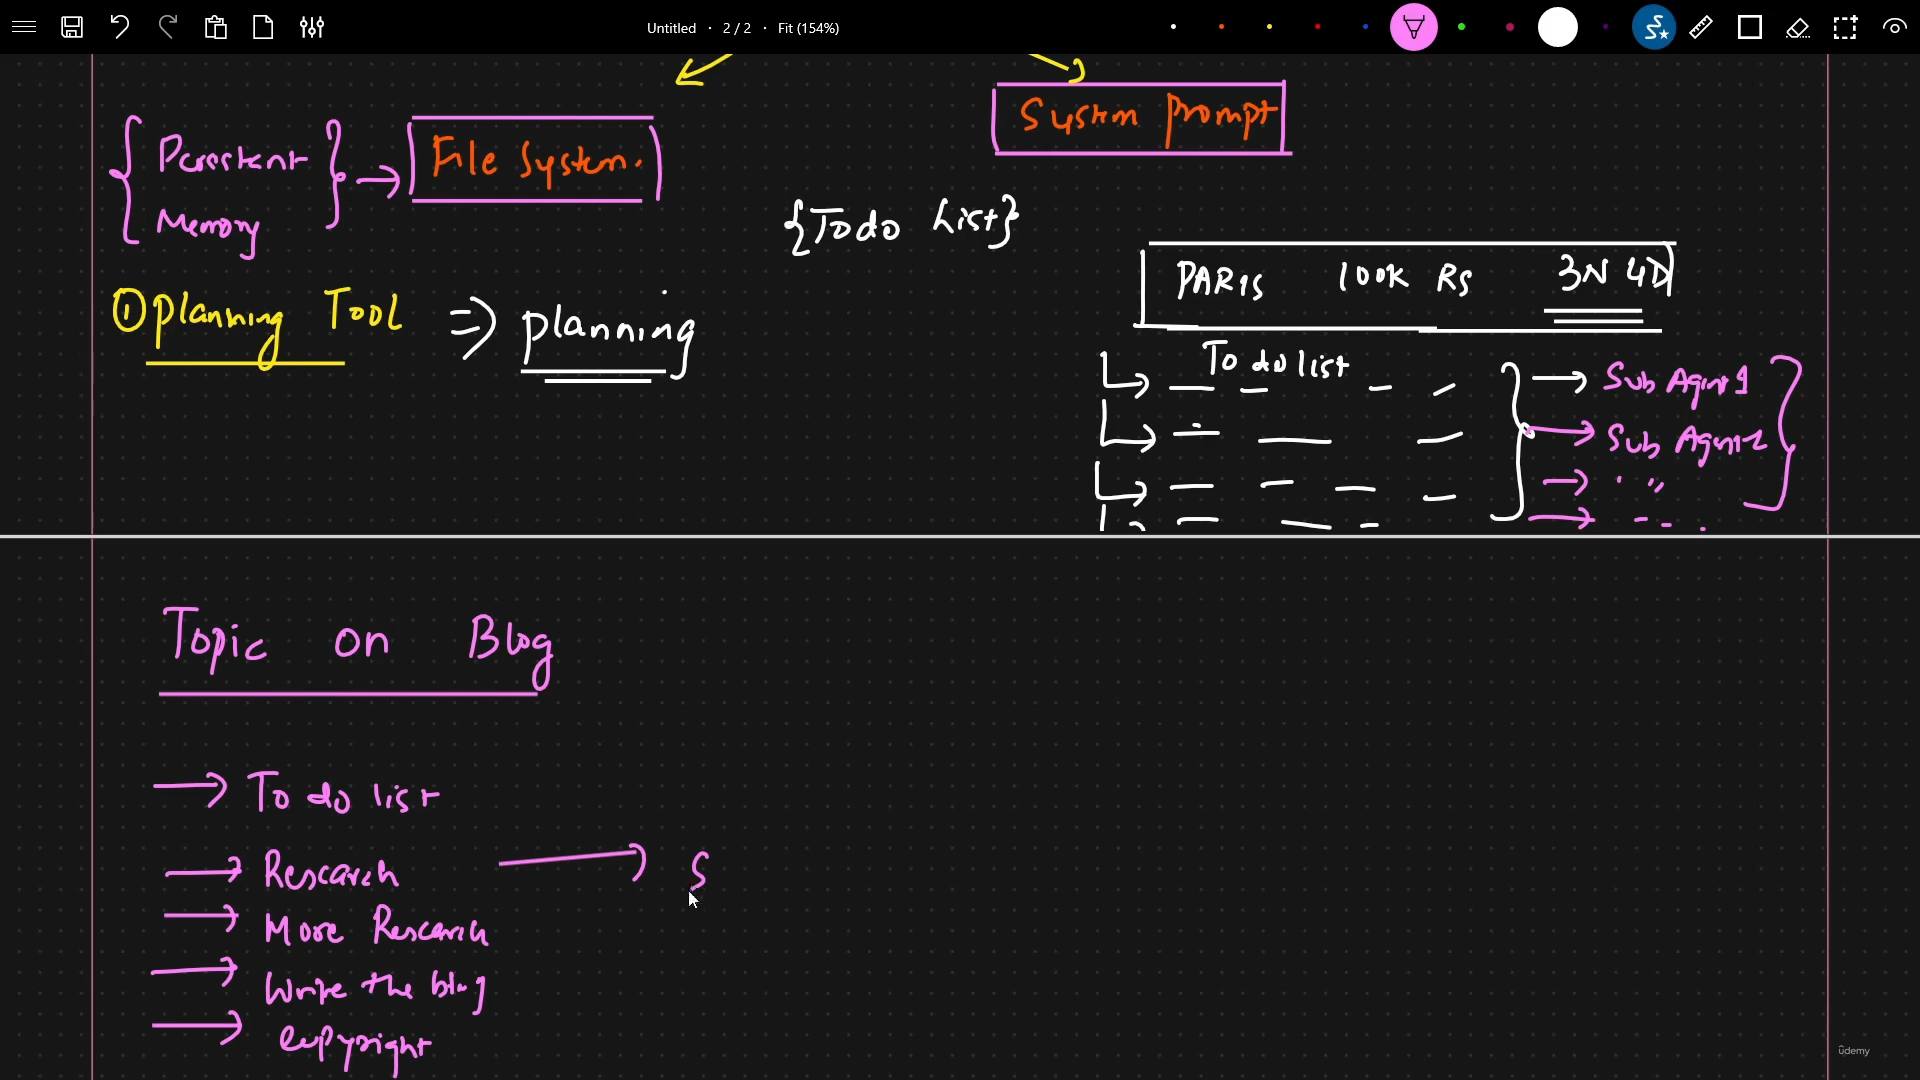 Untitled · 2 / 2 · Fit (154%)
System Prompt
Persistent
Memory
File System.
{Todo List}
PARIS 100K RS 3N 4D
① Planning Tool => planning
To do list
Sub Agent 1
Sub Agent 2
Topic on Blog
To do list
Research
S
More Research
Write the blog
Copyright
ûdemy